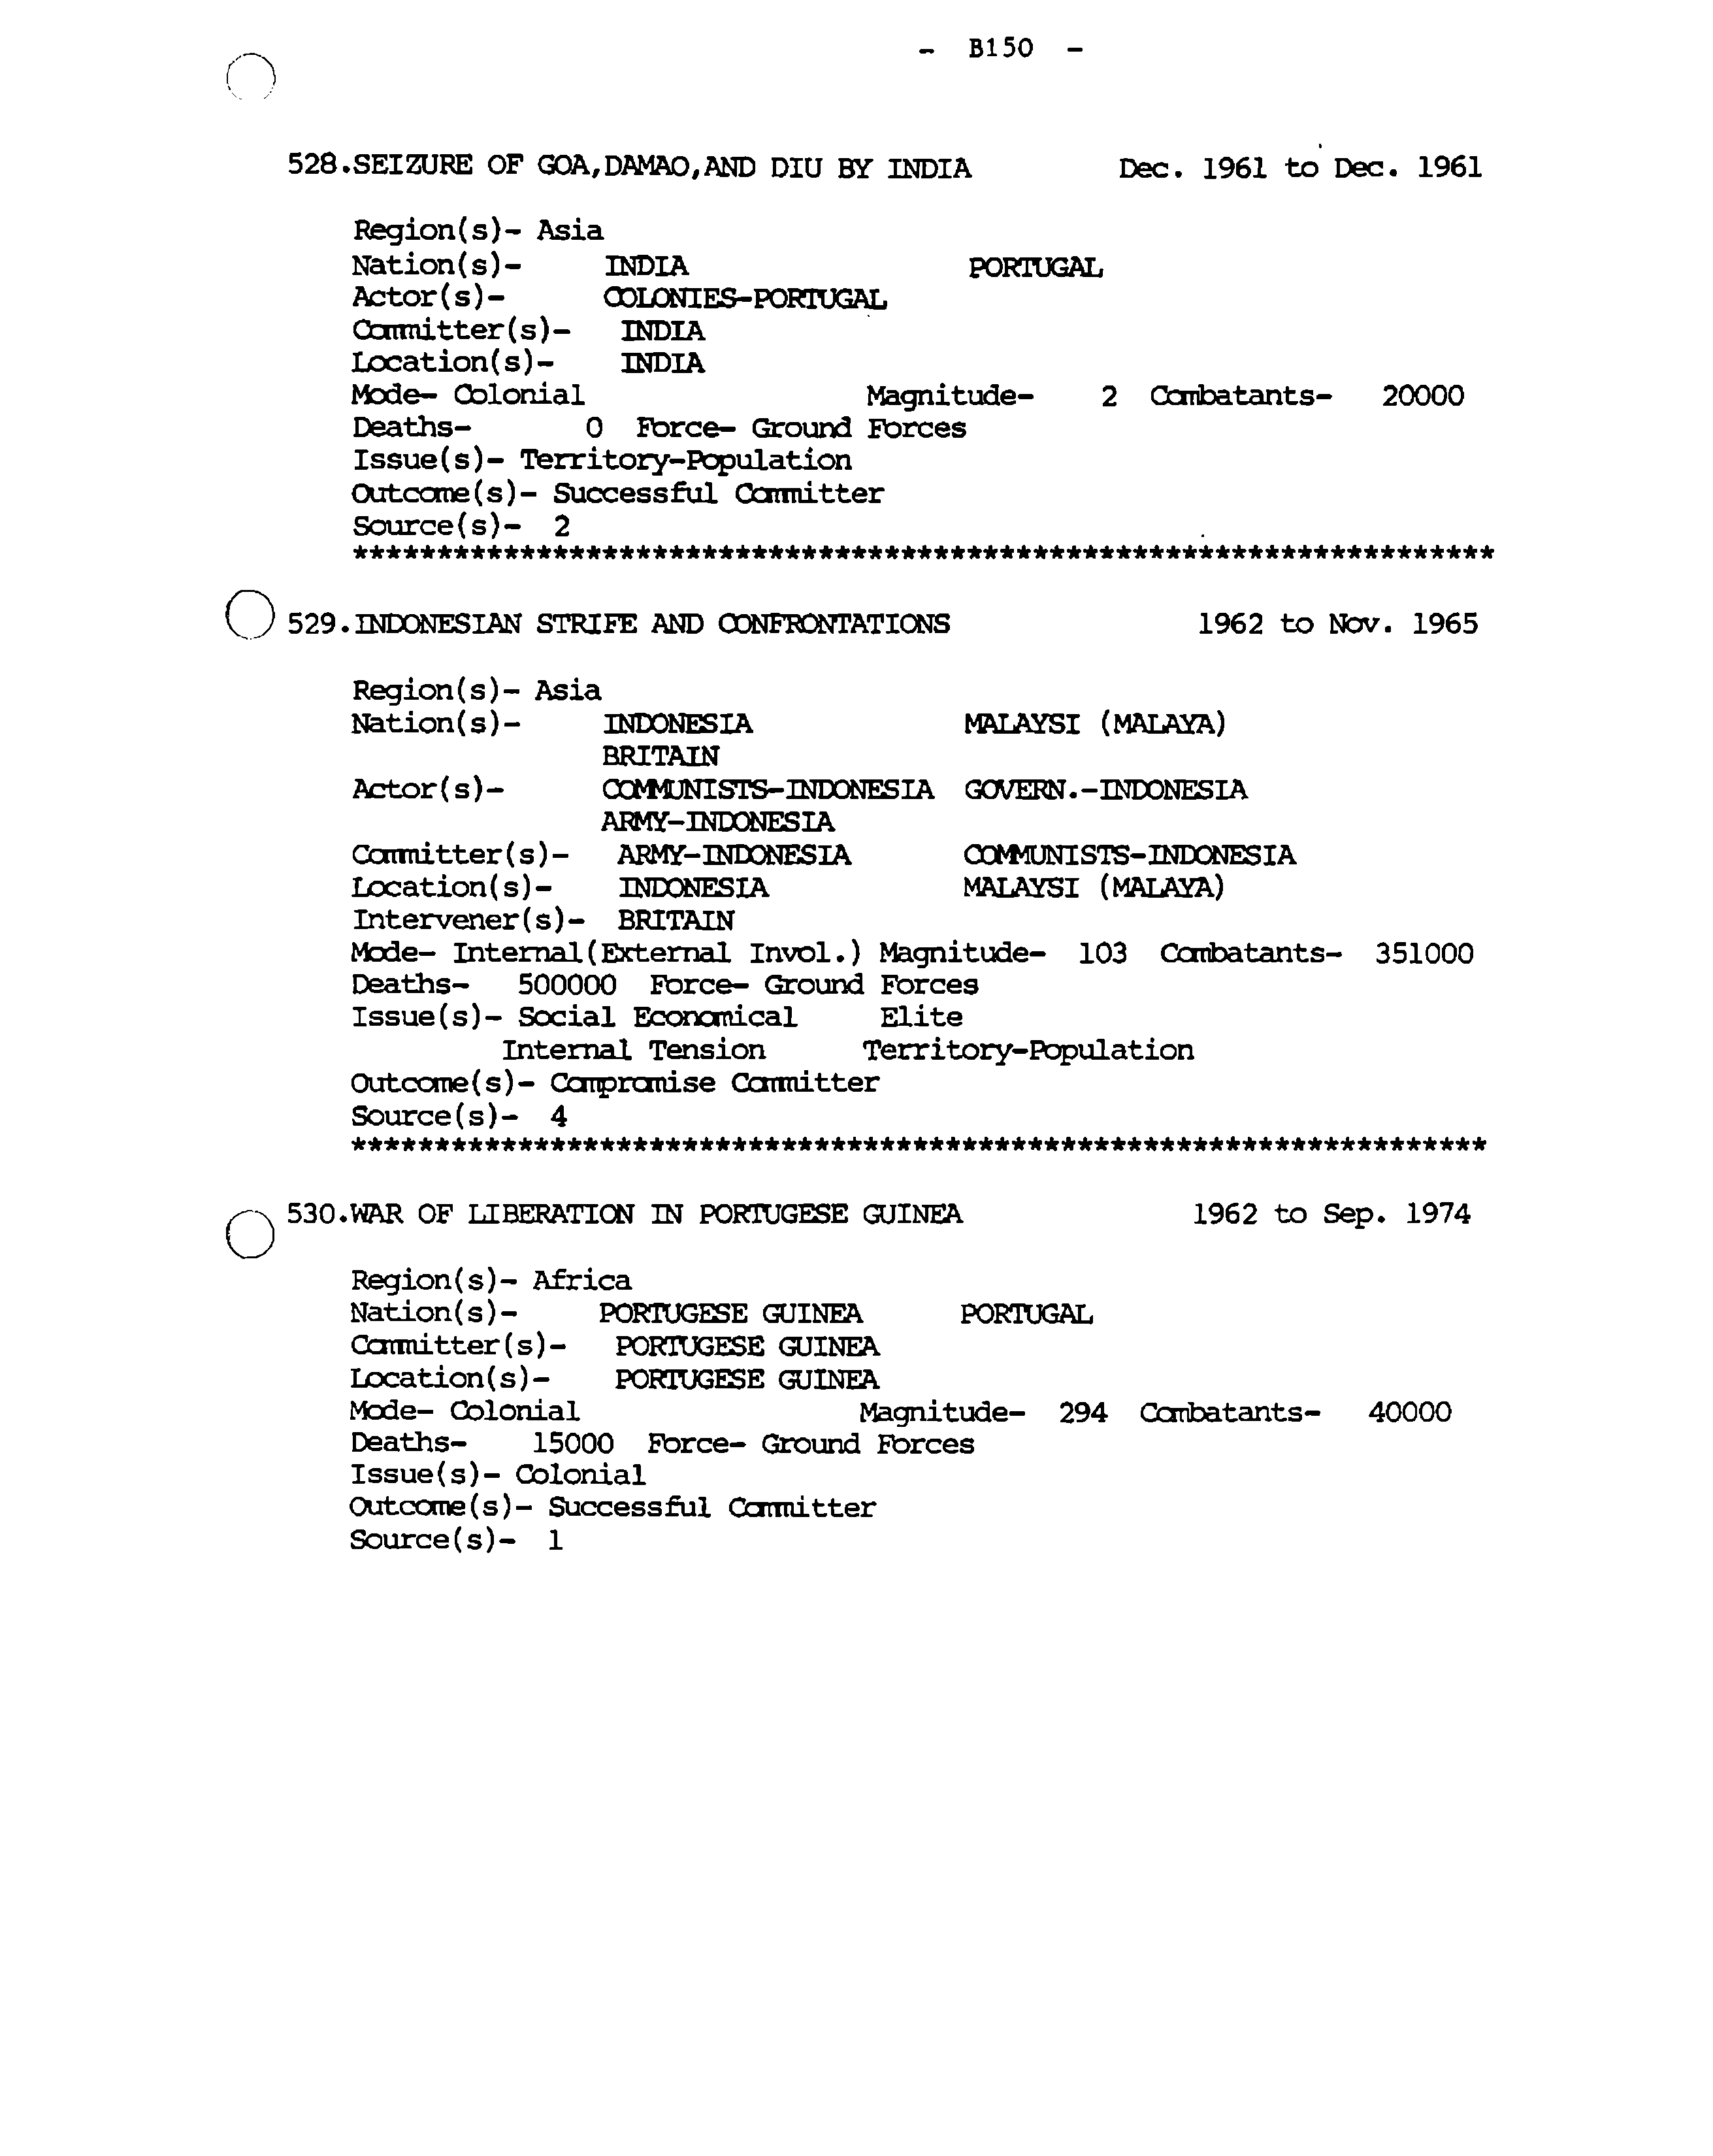 - B150 -
528.SEIZURE OF GOA,DAMAO,AND DIU BY INDIA Dec. 1961 to Dec. 1961
Region(s)- Asia
Nation(s)- INDIA PORTUGAL
Actor(s)- COLONIES-PORTUGAL
Committer(s)- INDIA
Location(s)- INDIA
Mode- Colonial Magnitude- 2 Combatants- 20000
Deaths- 0 Force- Ground Forces
Issue(s)- Territory-Population
Outcome(s)- Successful Committer
Source(s)- 2
*********************************************************************
529.INDONESIAN STRIFE AND CONFRONTATIONS 1962 to Nov. 1965
Region(s)- Asia
Nation(s)- INDONESIA MALAYSI (MALAYA)
BRITAIN
Actor(s)- COMMUNISTS-INDONESIA GOVERN.-INDONESIA
ARMY-INDONESIA
Committer(s)- ARMY-INDONESIA COMMUNISTS-INDONESIA
Location(s)- INDONESIA MALAYSI (MALAYA)
Intervener(s)- BRITAIN
Mode- Internal(External Invol.) Magnitude- 103 Combatants- 351000
Deaths- 500000 Force- Ground Forces
Issue(s)- Social Economical Elite
Internal Tension Territory-Population
Outcome(s)- Compromise Committer
Source(s)- 4
*********************************************************************
530.WAR OF LIBERATION IN PORTUGESE GUINEA 1962 to Sep. 1974
Region(s)- Africa
Nation(s)- PORTUGESE GUINEA PORTUGAL
Committer(s)- PORTUGESE GUINEA
Location(s)- PORTUGESE GUINEA
Mode- Colonial Magnitude- 294 Combatants- 40000
Deaths- 15000 Force- Ground Forces
Issue(s)- Colonial
Outcome(s)- Successful Committer
Source(s)- 1